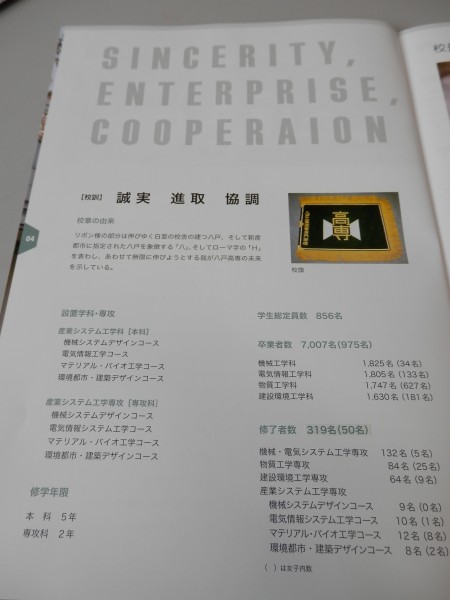 SINCERITY,
ENTERPRISE,
COOPERAION
［校訓］ 誠実 進取 協調
校章の由来
リボン様の部分は伸びゆく白亜の校舎の建つ八戸、そして新産
都市に指定された八戸を象徴する「八」、そしてローマ字の「H」
を表わし、あわせて無限に伸びようとする我が八戸高専の未来
を示している。
高専
校旗
04
設置学科・専攻
産業システム工学科［本科］
機械システムデザインコース
電気情報工学コース
マテリアル・バイオ工学コース
環境都市・建築デザインコース
産業システム工学専攻［専攻科］
機械システムデザインコース
電気情報システム工学コース
マテリアル・バイオ工学コース
環境都市・建築デザインコース
修学年限
本 科 5年
専攻科 2年
学生総定員数 856名
卒業者数 7,007名(975名)
機械工学科 1,825名 (34名)
電気情報工学科 1,805名 (133名)
物質工学科 1,747名 (627名)
建設環境工学科 1,630名 (181名)
修了者数 319名(50名)
機械・電気システム工学専攻 132名 (5名)
物質工学専攻 84名 (25名)
建設環境工学専攻 64名 (9名)
産業システム工学専攻
機械システムデザインコース 9名 (0名)
電気情報システム工学コース 10名 (1名)
マテリアル・バイオ工学コース 12名 (8名)
環境都市・建築デザインコース 8名 (2名)
( ) は女子内数